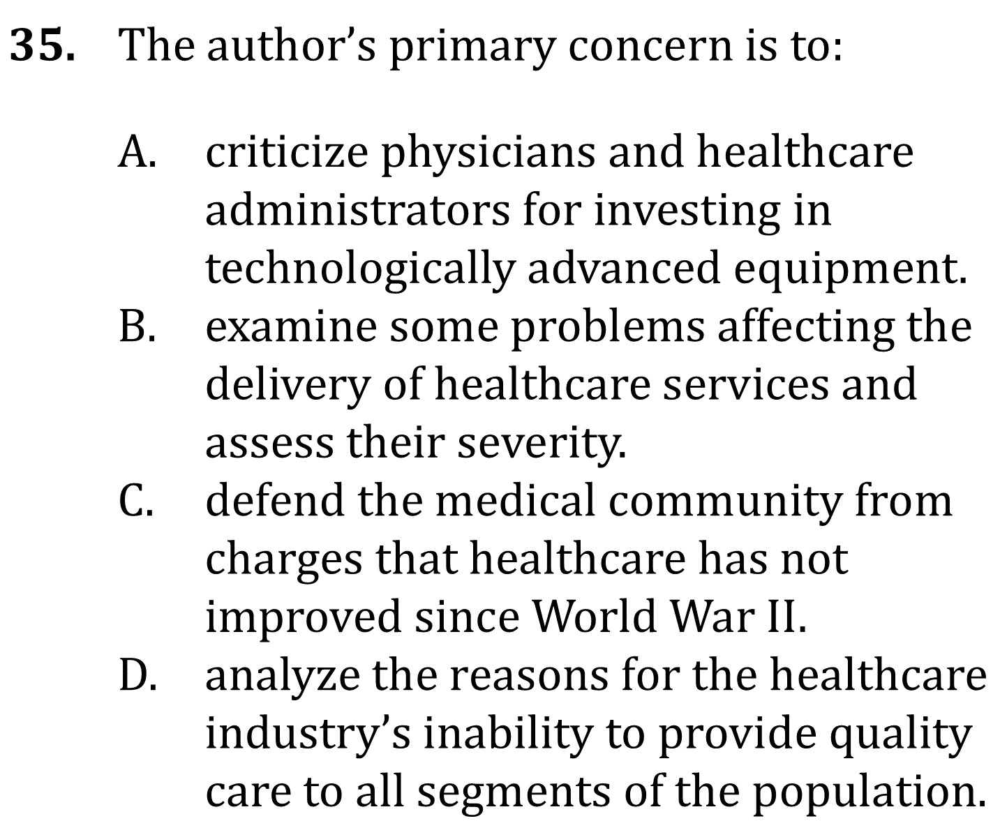 35. The author’s primary concern is to:
A. criticize physicians and healthcare
administrators for investing in
technologically advanced equipment.
B. examine some problems affecting the
delivery of healthcare services and
assess their severity.
C. defend the medical community from
charges that healthcare has not
improved since World War II.
D. analyze the reasons for the healthcare
industry’s inability to provide quality
care to all segments of the population.